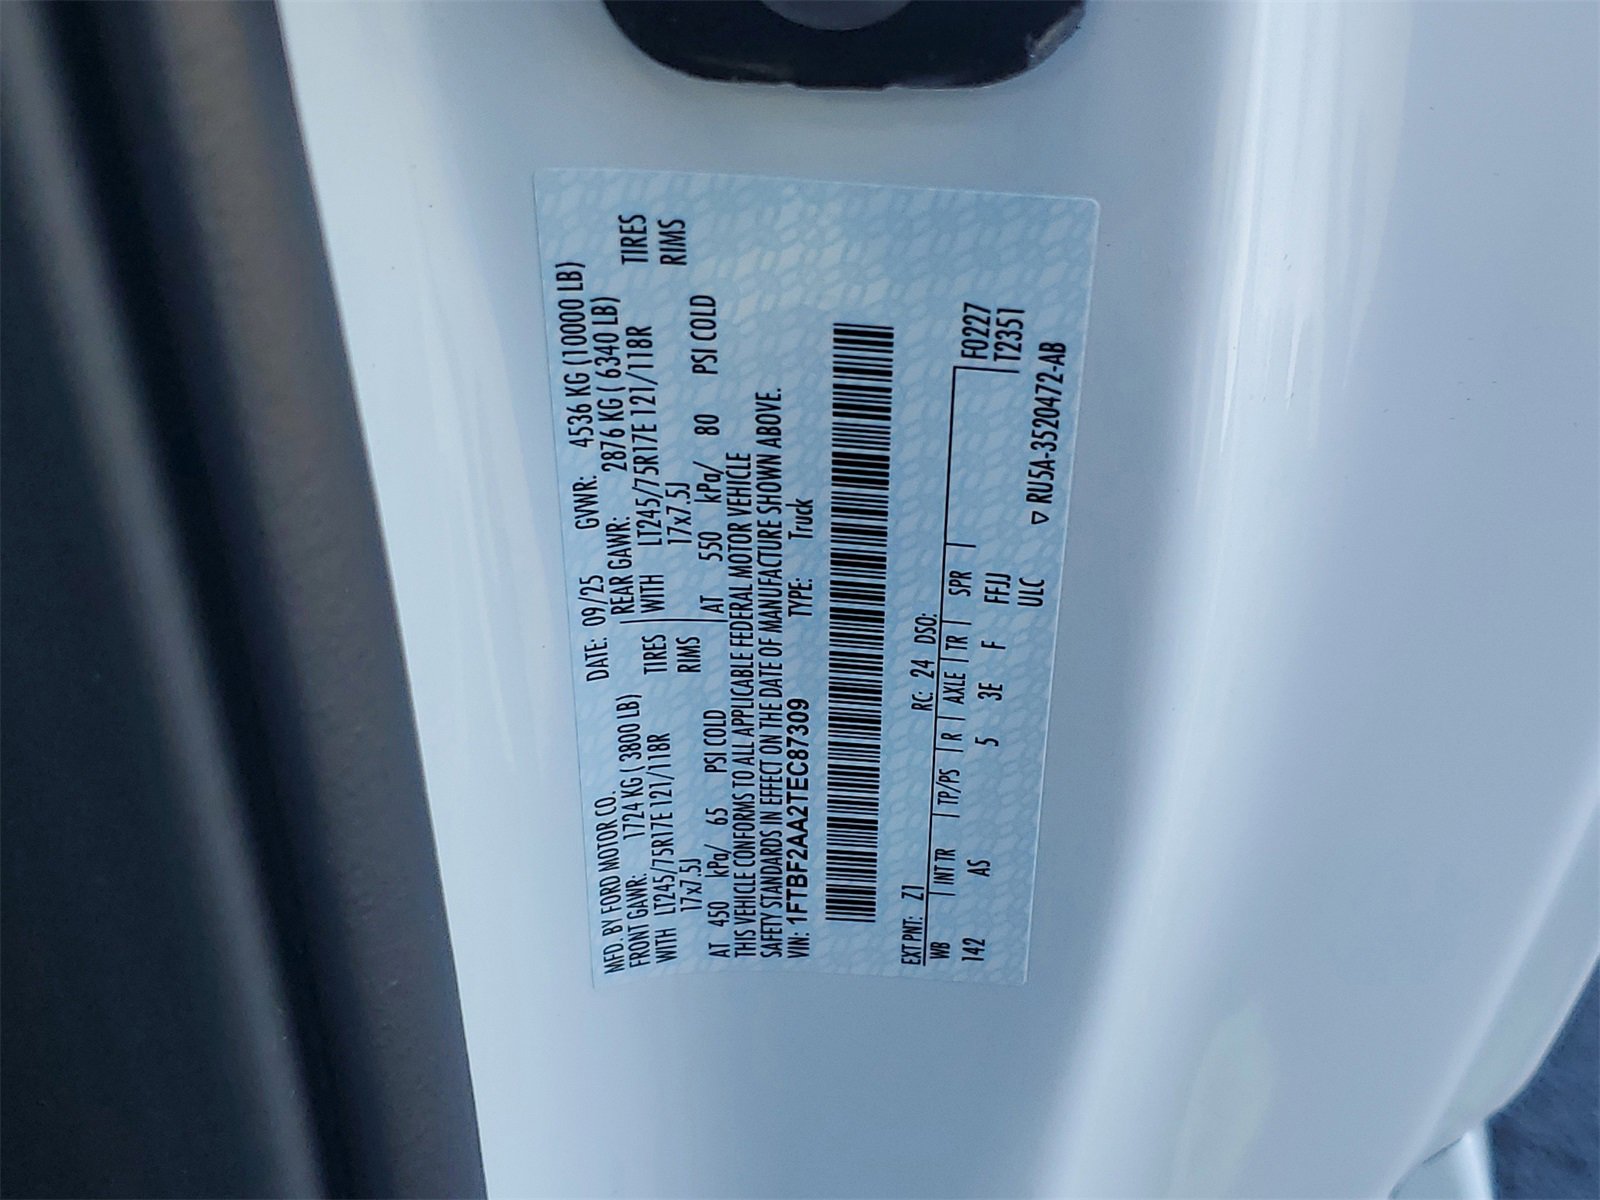 MFD. BY FORD MOTOR CO. DATE: 09/25 GVWR: 4536 KG (10000 LB)
FRONT GAWR: 1724 KG ( 3800 LB) REAR GAWR: 2876 KG ( 6340 LB)
WITH LT245/75R17E 121/118R TIRES WITH LT245/75R17E 121/118R TIRES
17x7.5J RIMS 17x7.5J RIMS
AT 450 kPa/ 65 PSI COLD AT 550 kPa/ 80 PSI COLD
THIS VEHICLE CONFORMS TO ALL APPLICABLE FEDERAL MOTOR VEHICLE
SAFETY STANDARDS IN EFFECT ON THE DATE OF MANUFACTURE SHOWN ABOVE.
VIN: 1FTBF2AA2TEC87309 TYPE: Truck
EXT PNT: Z1 RC: 24 DSO:
WB INT TR TP/PS R AXLE TR SPR F0227
142 AS 5 3E F FFJJ T2351
ULC ▽ RU5A-3520472-AB